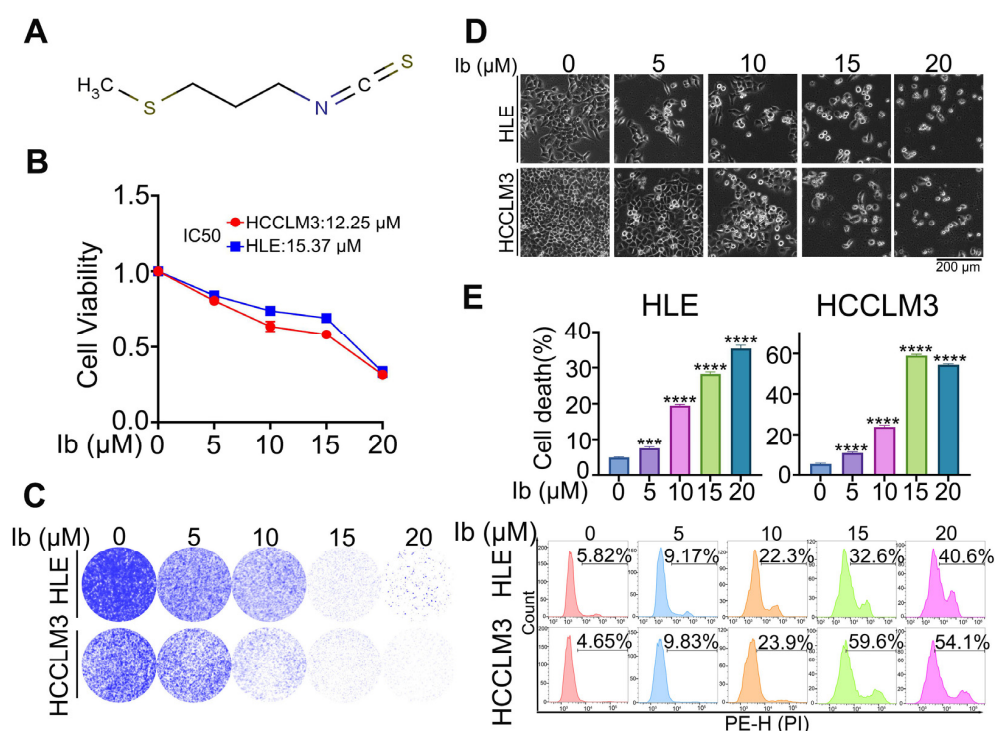 A
H₃C
S
N
C
S
B
1.5
1.0
0.5
0.0
Cell Viability
IC50
HCCLM3:12.25 µM
HLE:15.37 µM
0 5 10 15 20
Ib (µM)
C
Ib (µM) 0 5 10 15 20
HLE
HCCLM3
D
Ib (µM) 0 5 10 15 20
HLE
HCCLM3
200 µm
E
HLE
Cell death(%)
40
30
20
10
0
*** **** **** ****
Ib (µM) 0 5 10 15 20
HCCLM3
60
40
20
0
**** **** **** ****
0 5 10 15 20
Ib (µM) 0 5 10 15 20
HLE
5.82% 9.17% 22.3% 32.6% 40.6%
Count
HCCLM3
4.65% 9.83% 23.9% 59.6% 54.1%
PE-H (PI)